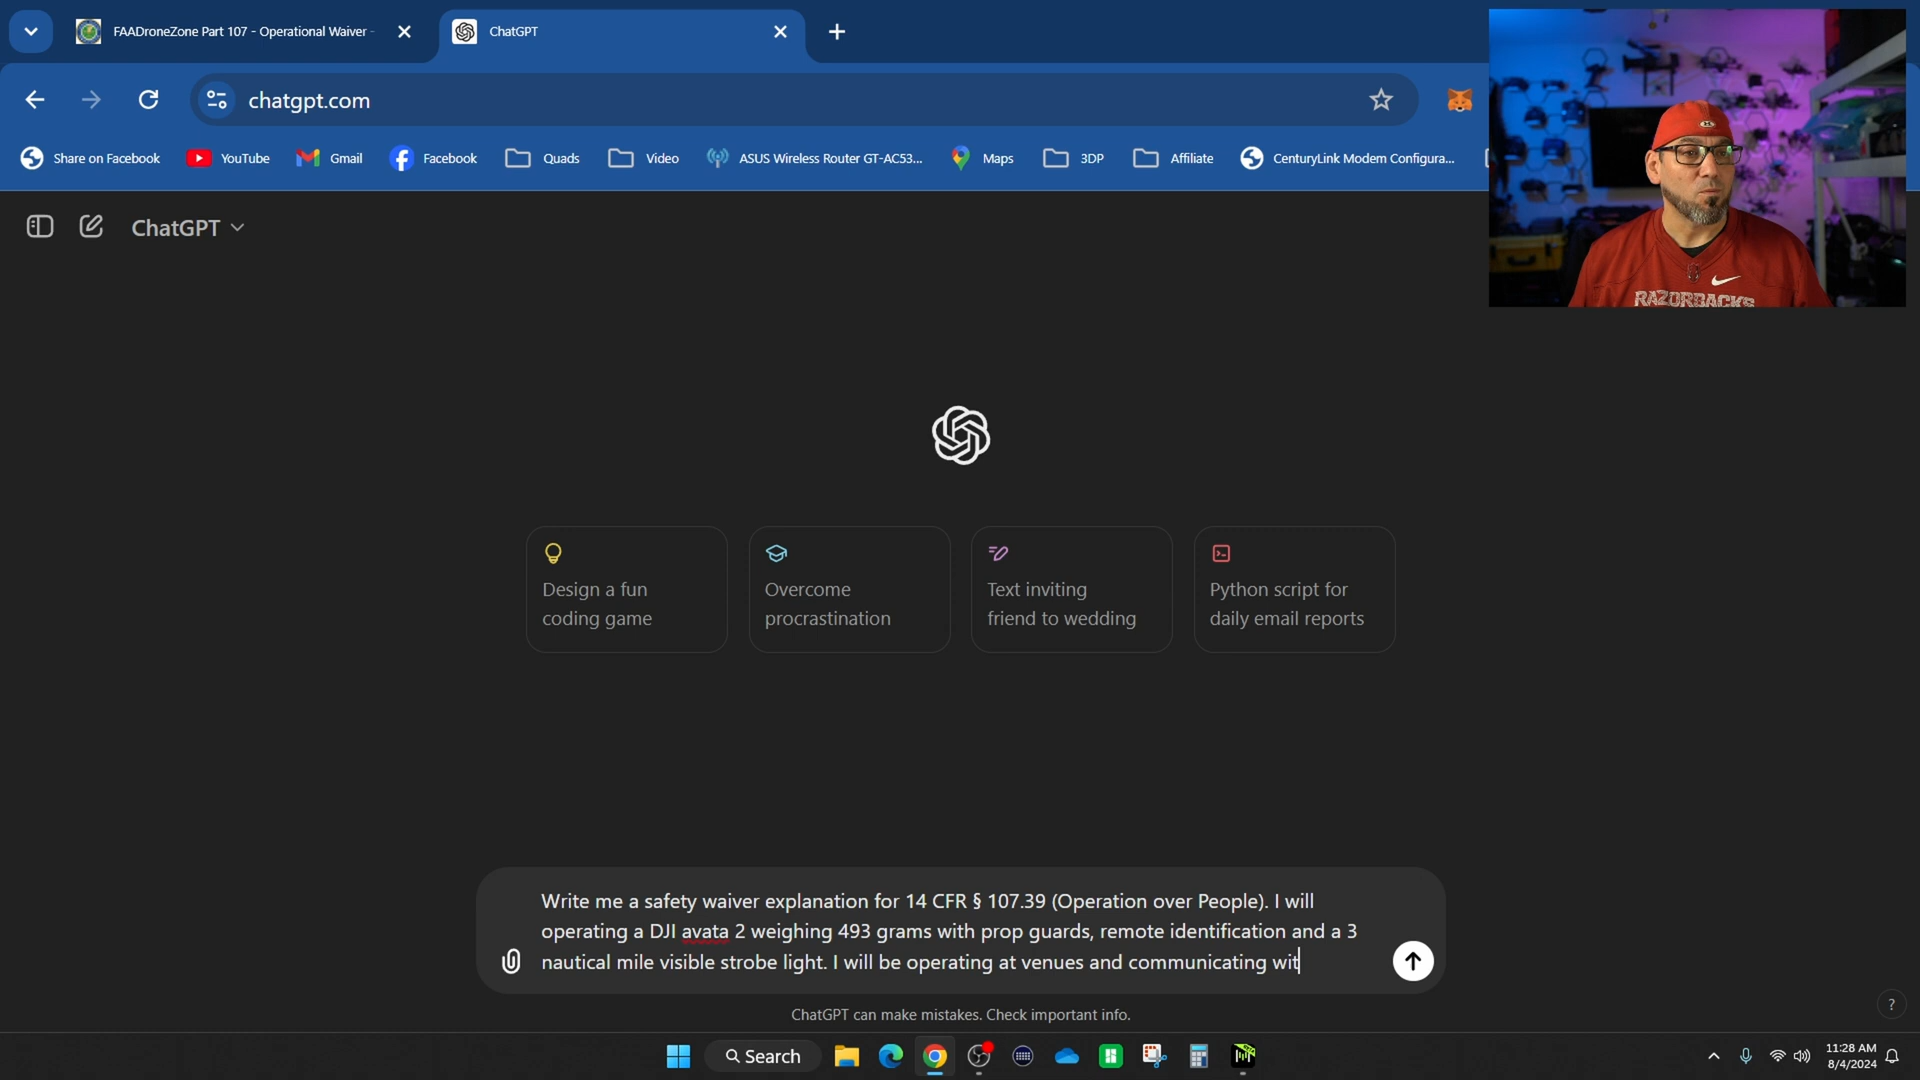 FAADroneZone Part 107 - Operational Waiver -
ChatGPT
chatgpt.com
Share on Facebook
YouTube
Gmail
Facebook
Quads
Video
ASUS Wireless Router GT-AC53...
Maps
3DP
Affiliate
CenturyLink Modem Configura...
RAZORBACKS
ChatGPT
Design a fun
coding game
Overcome
procrastination
Text inviting
friend to wedding
Python script for
daily email reports
Write me a safety waiver explanation for 14 CFR § 107.39 (Operation over People). I will
operating a DJI avata 2 weighing 493 grams with prop guards, remote identification and a 3
nautical mile visible strobe light. I will be operating at venues and communicating wit
ChatGPT can make mistakes. Check important info.
?
Search
11:28 AM
8/4/2024